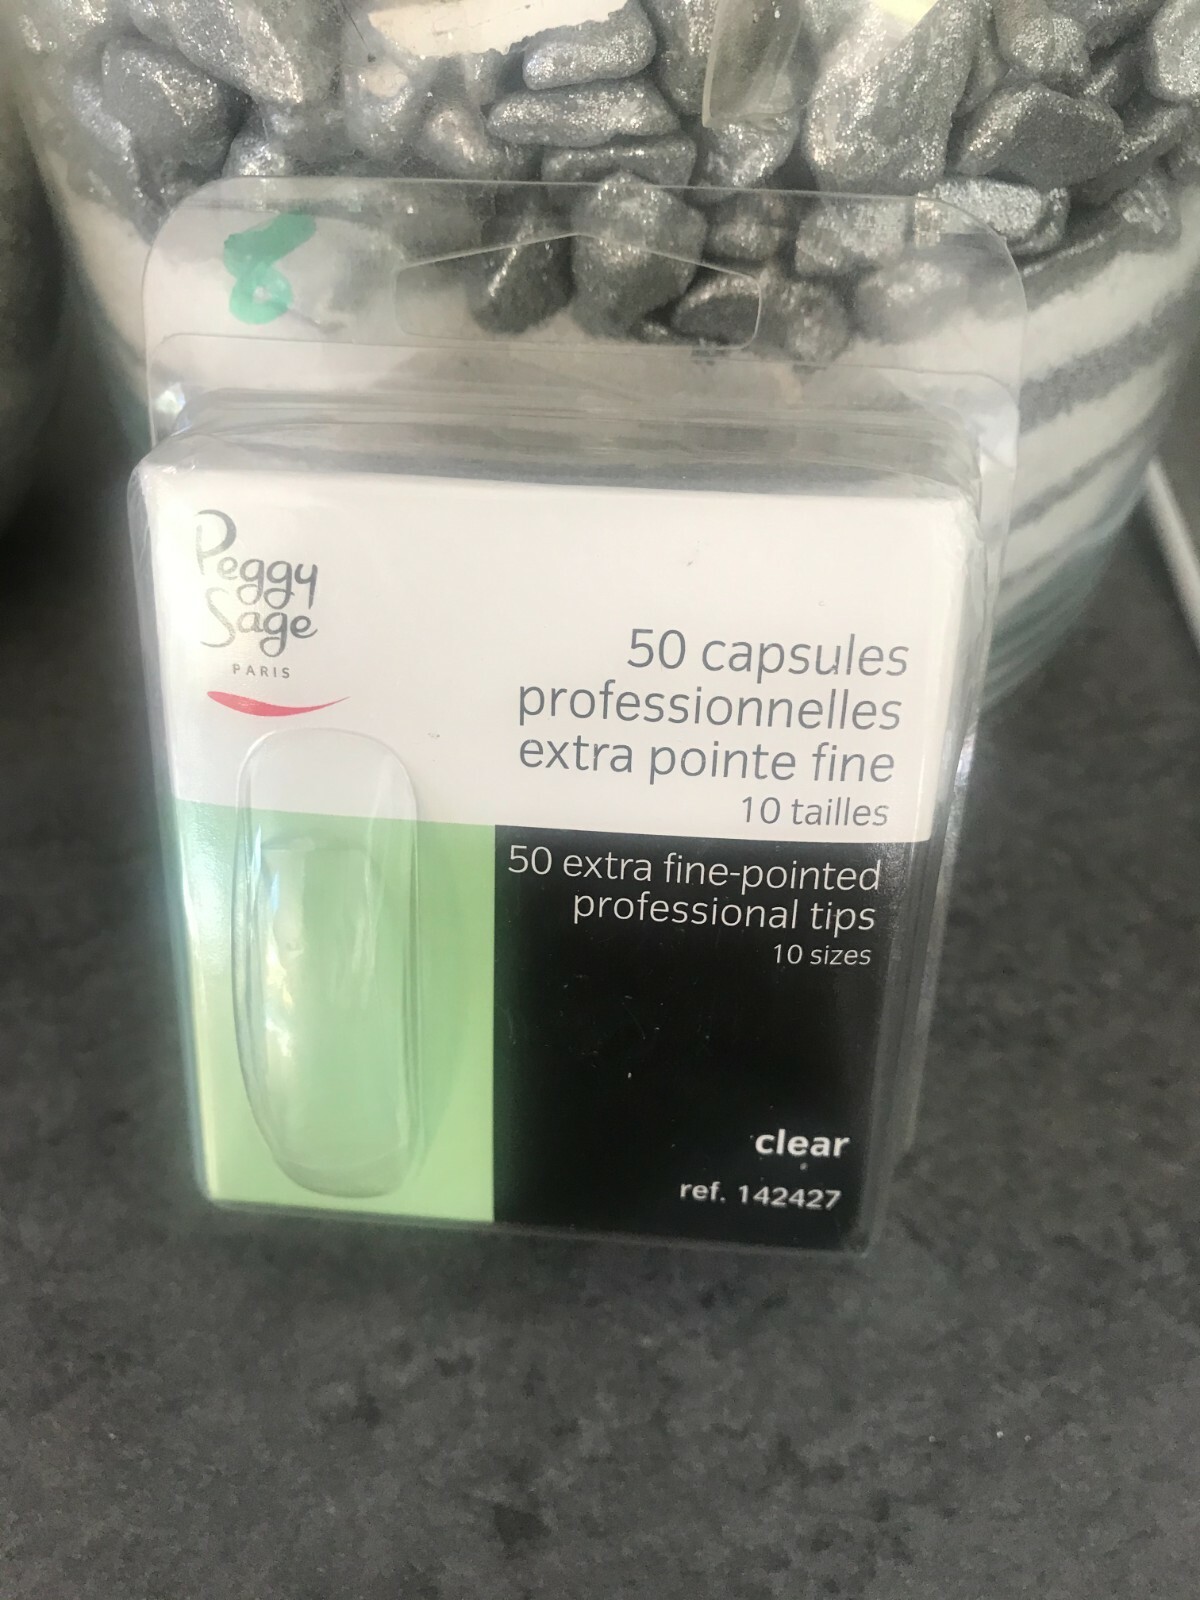 8
Peggy
Sage
PARIS
50 capsules
professionnelles
extra pointe fine
10 tailles
50 extra fine-pointed
professional tips
10 sizes
clear
ref. 142427